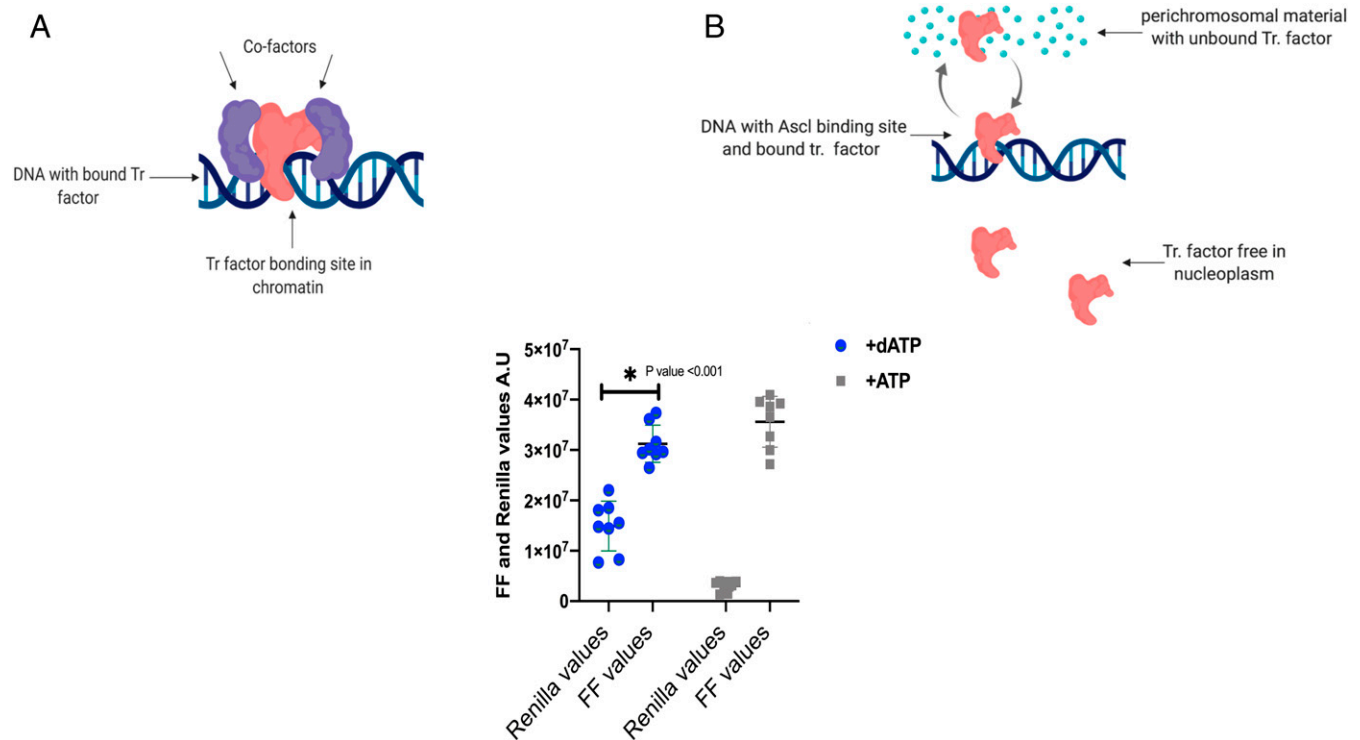 A
Co-factors
DNA with bound Tr
factor
Tr factor bonding site in
chromatin
B
perichromosomal material
with unbound Tr. factor
DNA with Ascl binding site
and bound tr. factor
Tr. factor free in
nucleoplasm
FF and Renilla values A.U
5×10⁷
4×10⁷
3×10⁷
2×10⁷
1×10⁷
0
* P value <0.001
+dATP
+ATP
Renilla values
FF values
Renilla values
FF values